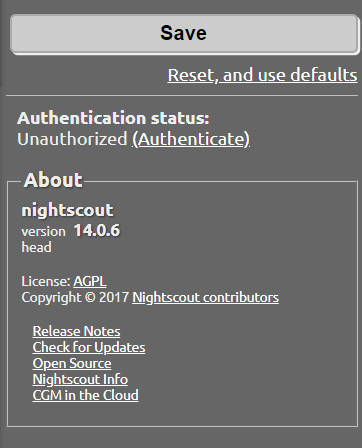 Save
Reset, and use defaults
Authentication status:
Unauthorized (Authenticate)
About
nightscout
version 14.0.6
head
License: AGPL
Copyright © 2017 Nightscout contributors
Release Notes
Check for Updates
Open Source
Nightscout Info
CGM in the Cloud